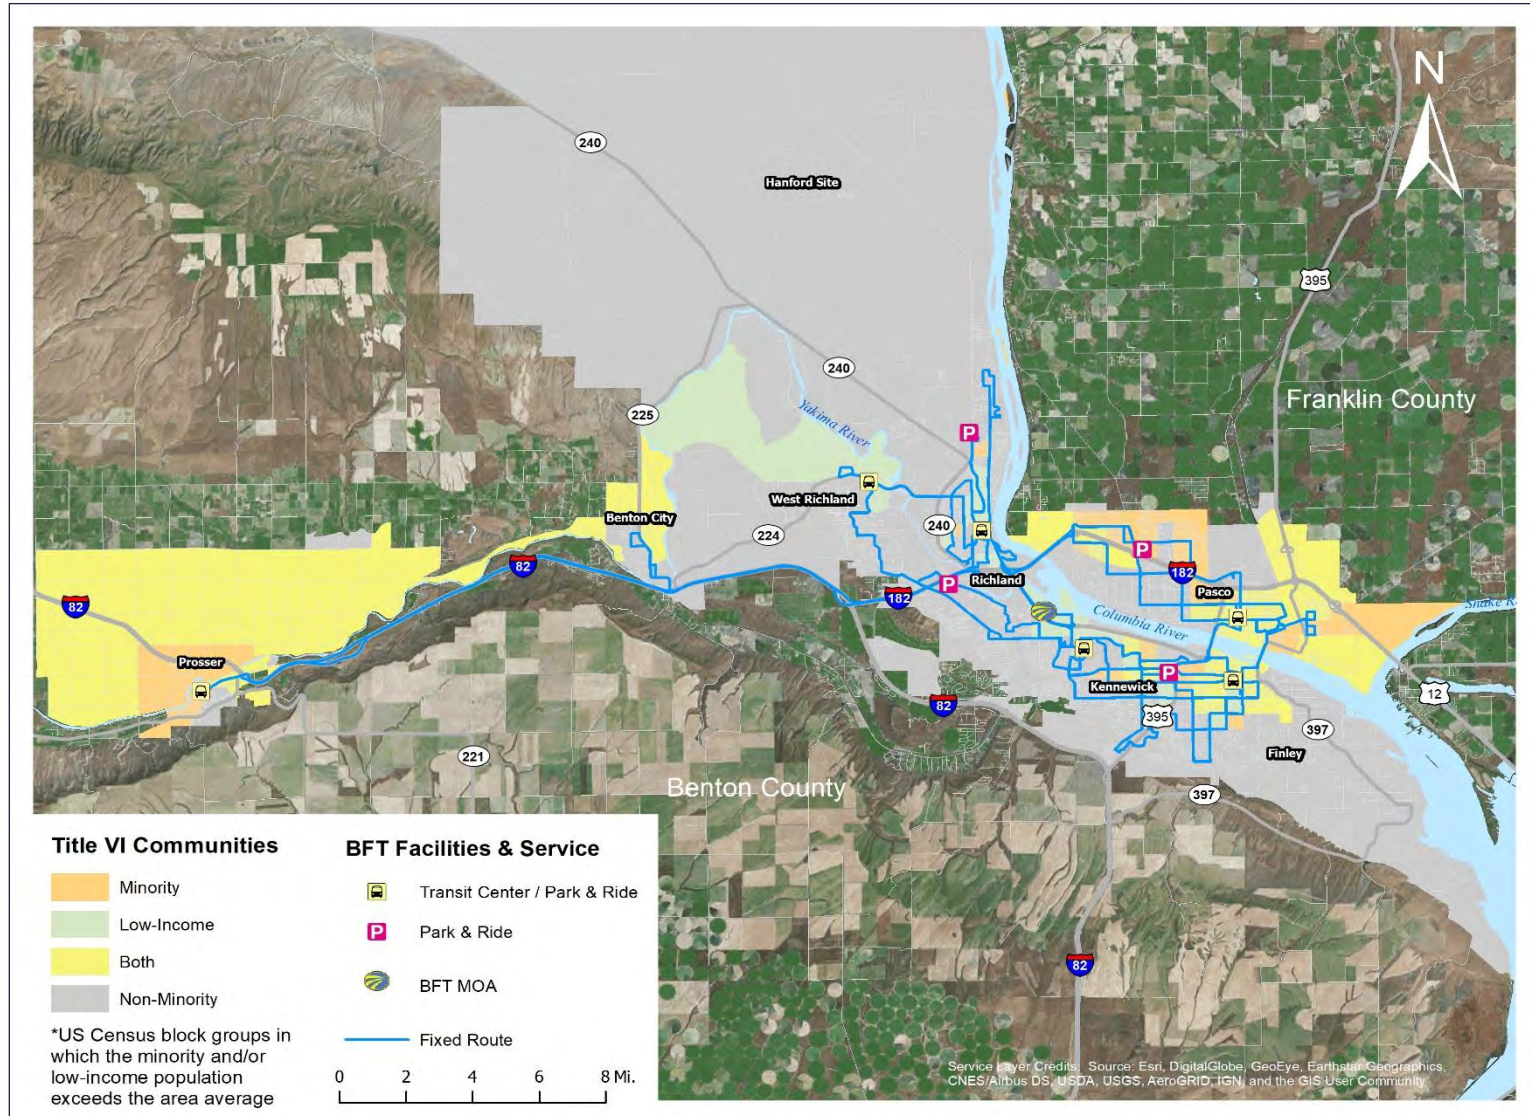 N
240
Hanford Site
395
Franklin County
240
225
Yakima River
West Richland
Benton City
240
224
82
182
Richland
182
Pasco
82
Columbia River
Prosser
Kennewick
12
82
395
397
221
Finley
Benton County
397
82
Title VI Communities
Minority
Low-Income
Both
Non-Minority
*US Census block groups in
which the minority and/or
low-income population
exceeds the area average
BFT Facilities & Service
Transit Center / Park & Ride
P Park & Ride
BFT MOA
Fixed Route
0 2 4 6 8 Mi.
P
P
P
P
Snake R
Service Layer Credits: Source: Esri, DigitalGlobe, GeoEye, Earthstar Geographics,
CNES/Airbus DS, USDA, USGS, AeroGRID, IGN, and the GIS User Community